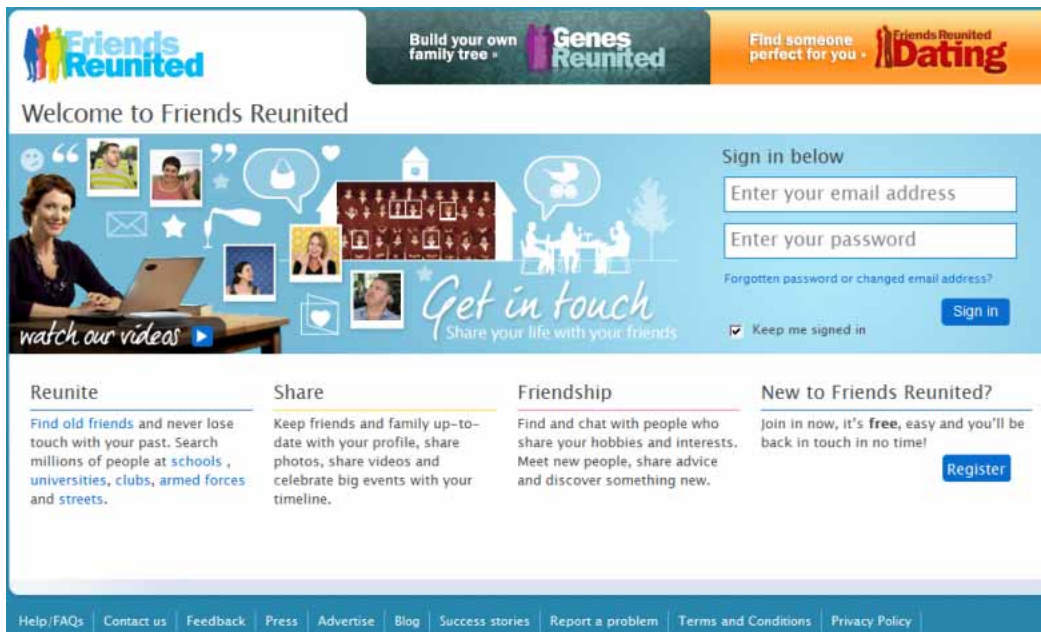 Friends
Reunited
Build your own
family tree »
Genes
Reunited
Find someone
perfect for you »
Friends Reunited
Dating
Welcome to Friends Reunited
Sign in below
Enter your email address
Enter your password
Forgotten password or changed email address?
Sign in
Keep me signed in
Get in touch
Share your life with your friends
watch our videos
Reunite
Find old friends and never lose
touch with your past. Search
millions of people at schools ,
universities, clubs, armed forces
and streets.
Share
Keep friends and family up-to-
date with your profile, share
photos, share videos and
celebrate big events with your
timeline.
Friendship
Find and chat with people who
share your hobbies and interests.
Meet new people, share advice
and discover something new.
New to Friends Reunited?
Join in now, it's free, easy and you'll be
back in touch in no time!
Register
Help/FAQs
Contact us
Feedback
Press
Advertise
Blog
Success stories
Report a problem
Terms and Conditions
Privacy Policy